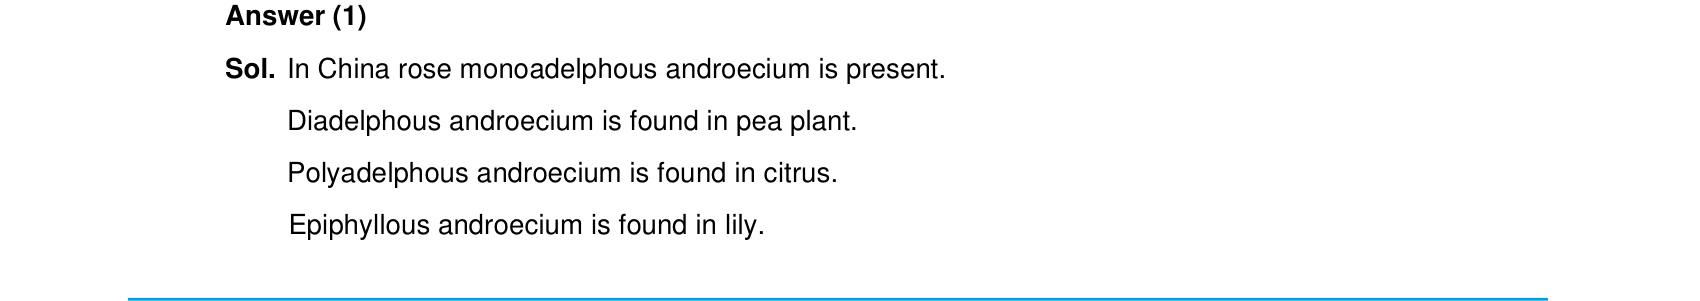 Answer (1)
Sol. In China rose monoadelphous androecium is present.
Diadelphous androecium is found in pea plant.
Polyadelphous androecium is found in citrus.
Epiphyllous androecium is found in lily.